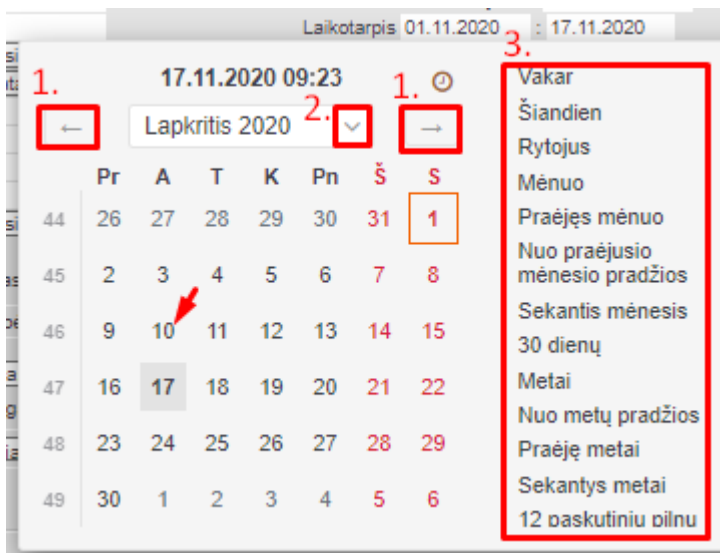 Laikotarpis 01.11.2020 : 17.11.2020
3.
1. 17.11.2020 09:23 1.
← Lapkritis 2020 2. →
Pr A T K Pn Š S
44 26 27 28 29 30 31 1
45 2 3 4 5 6 7 8
46 9 10 11 12 13 14 15
47 16 17 18 19 20 21 22
48 23 24 25 26 27 28 29
49 30 1 2 3 4 5 6
Vakar
Šiandien
Rytojus
Mėnuo
Praėjęs mėnuo
Nuo praėjusio
mėnesio pradžios
Sekantis mėnesis
30 dienų
Metai
Nuo metų pradžios
Praėję metai
Sekantys metai
12 paskutinių pilnų